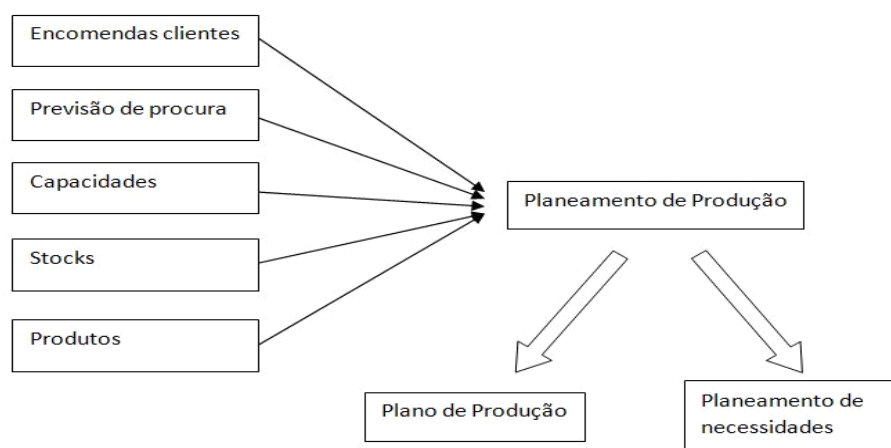 Encomendas clientes
Previsão de procura
Capacidades
Stocks
Produtos
Planeamento de Produção
Plano de Produção
Planeamento de
necessidades